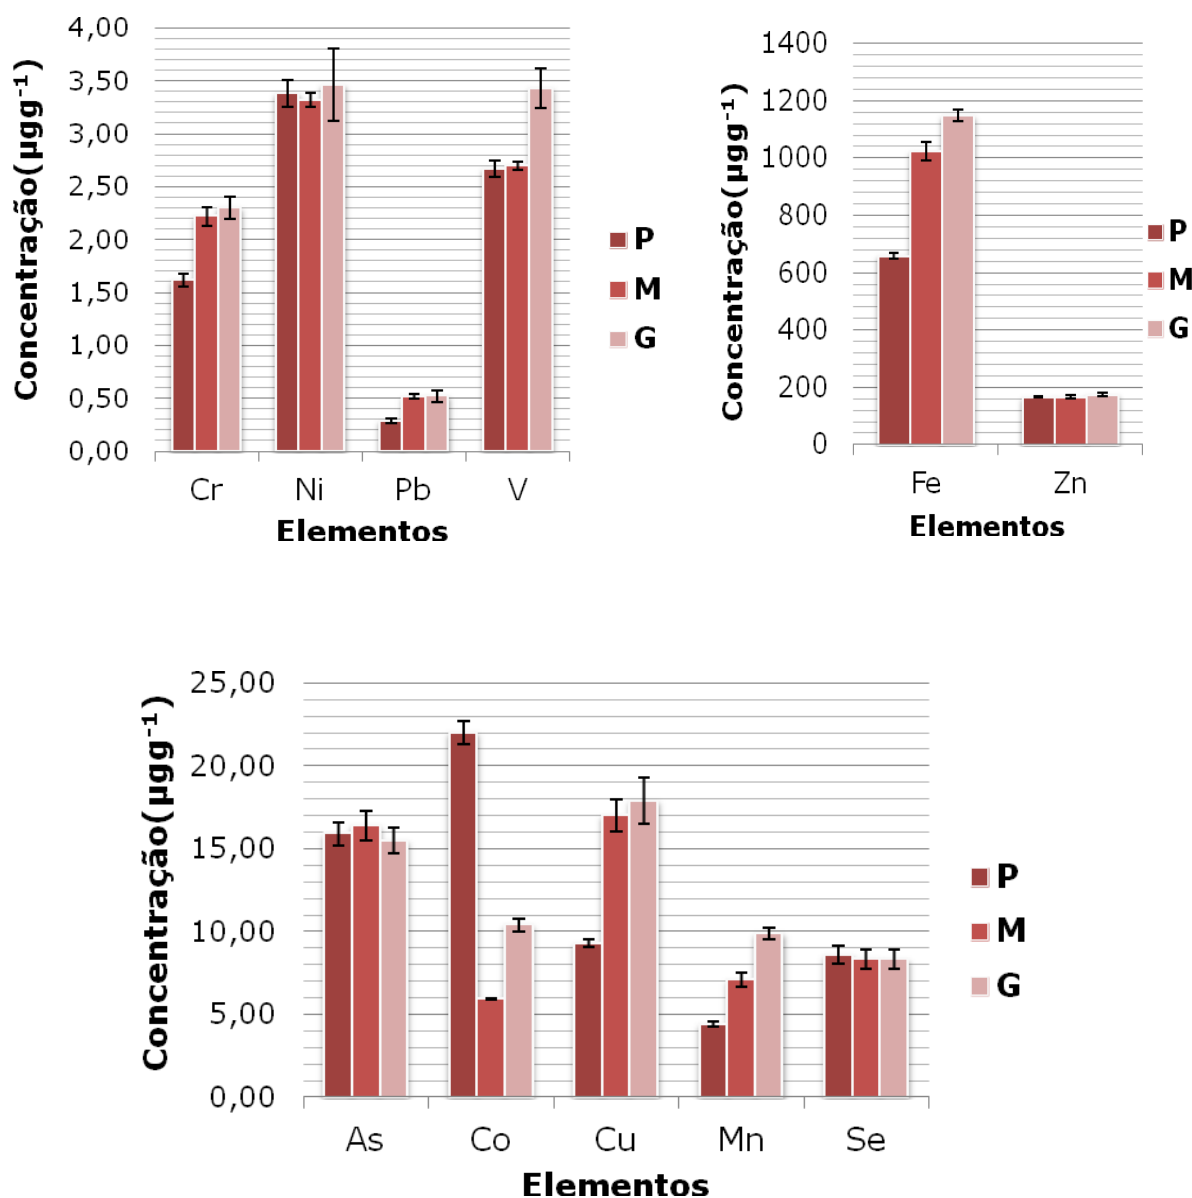 Concentração(µgg⁻¹)
4,00
3,50
3,00
2,50
2,00
1,50
1,00
0,50
0,00
Cr Ni Pb V
Elementos
P
M
G
Concentração(µgg⁻¹)
1400
1200
1000
800
600
400
200
0
Fe Zn
Elementos
P
M
G
Concentração(µgg⁻¹)
25,00
20,00
15,00
10,00
5,00
0,00
As Co Cu Mn Se
Elementos
P
M
G